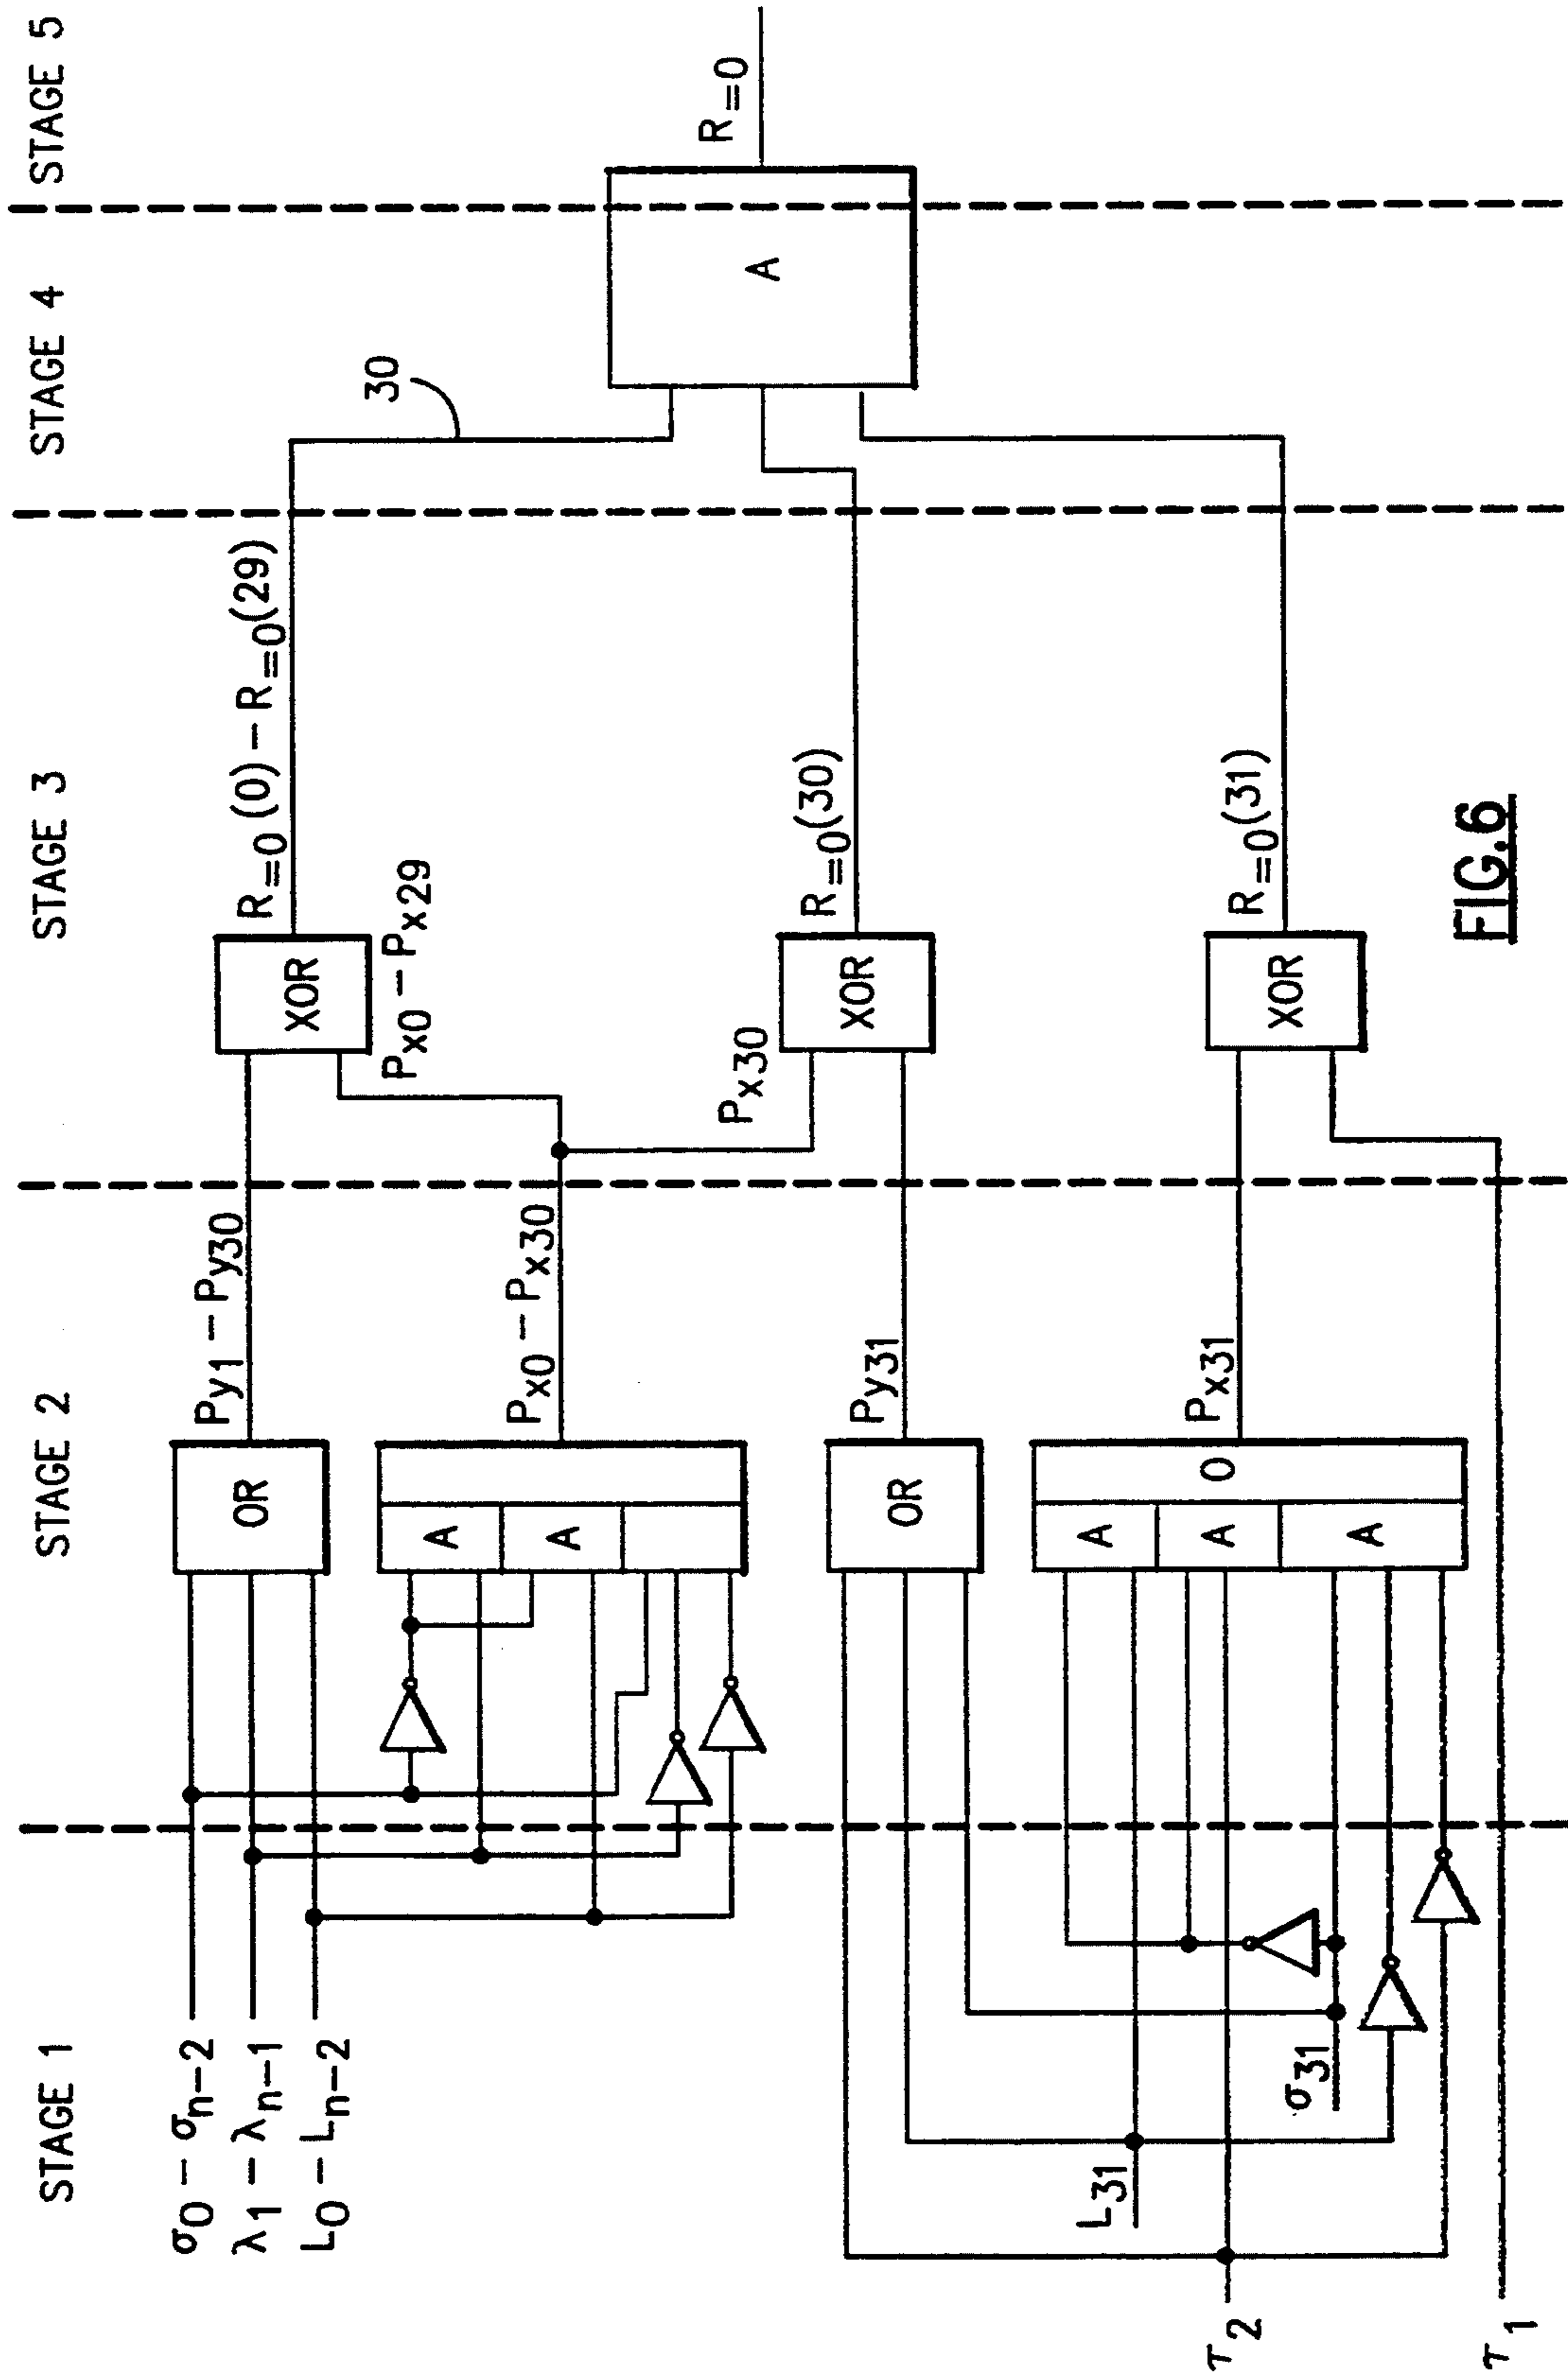 STAGE 1
STAGE 2
STAGE 3
STAGE 4
STAGE 5
σ0 – σn–2
λ1 – λn–1
L0 – Ln–2
OR
Py1 – Py30
XOR
R=0(0) – R=0(29)
30
A
A
Px0 – Px30
Px0 – Px29
Px30
XOR
R=0(30)
A
R=0
OR
Py31
L31
σ31
A
A
A
O
Px31
XOR
R=0(31)
τ2
τ1
FIG.6